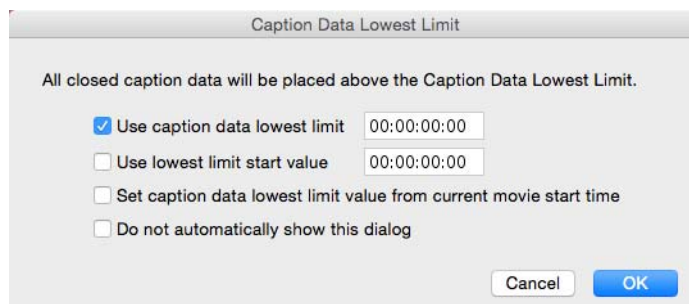 Caption Data Lowest Limit
All closed caption data will be placed above the Caption Data Lowest Limit.
Use caption data lowest limit 00:00:00:00
Use lowest limit start value 00:00:00:00
Set caption data lowest limit value from current movie start time
Do not automatically show this dialog
Cancel OK